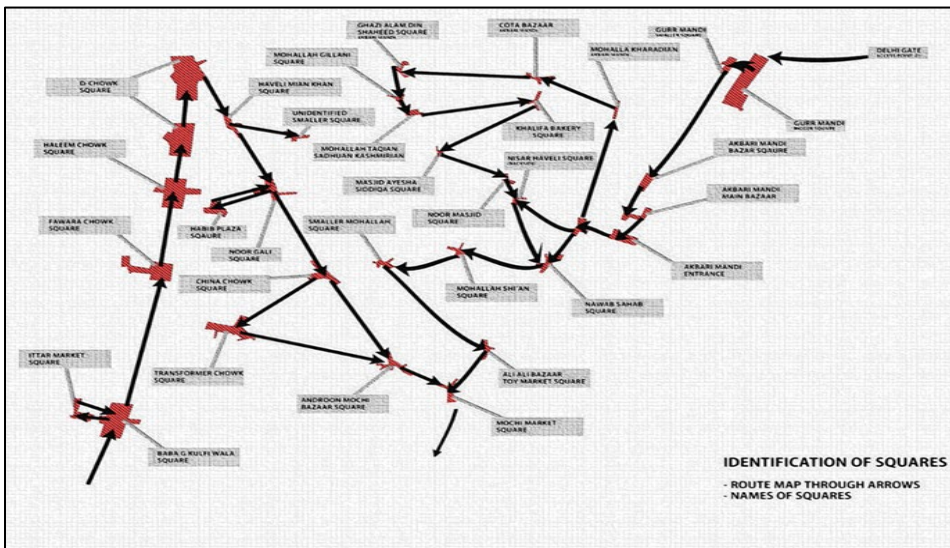 GHAZI ALAM DIN
SHAHEED SQUARE
COTA BAZAAR
MOHALLA KHARADIAN
GURR MANDI
DELHI GATE
MOHALLAH GILLANI
SQUARE
G CHOWK
SQUARE
HAVELI MIAN KHAN
SQUARE
UNIDENTIFIED
SMALLER SQUARE
GURR MANDI
KHALIFA BAKERY
SQUARE
HALEEM CHOWK
SQUARE
MOHALLAH TAQIAN
SADHUAN KASHMIRIAN
AKBARI MANDI
BAZAR SQAURE
NISAR HAVELI SQUARE
MASJID AYESHA
SIDDIQA SQUARE
AKBARI MANDI
MAIN BAZAAR
FAWARA CHOWK
SQUARE
HABIB PLAZA
SQAURE
SMALLER MOHALLAH
SQUARE
NOOR MASJID
SQUARE
NOOR GALI
SQUARE
AKBARI MANDI
ENTRANCE
CHINA CHOWK
SQUARE
MOHALLAH SHI'AN
SQUARE
NAWAB SAHAB
SQUARE
ITTAR MARKET
SQUARE
TRANSFORMER CHOWK
SQUARE
ALI ALI BAZAAR
TOY MARKET SQUARE
ANDROON MOCHI
BAZAAR SQUARE
MOCHI MARKET
SQUARE
BABA G KULFI WALA
SQUARE
IDENTIFICATION OF SQUARES
- ROUTE MAP THROUGH ARROWS
- NAMES OF SQUARES